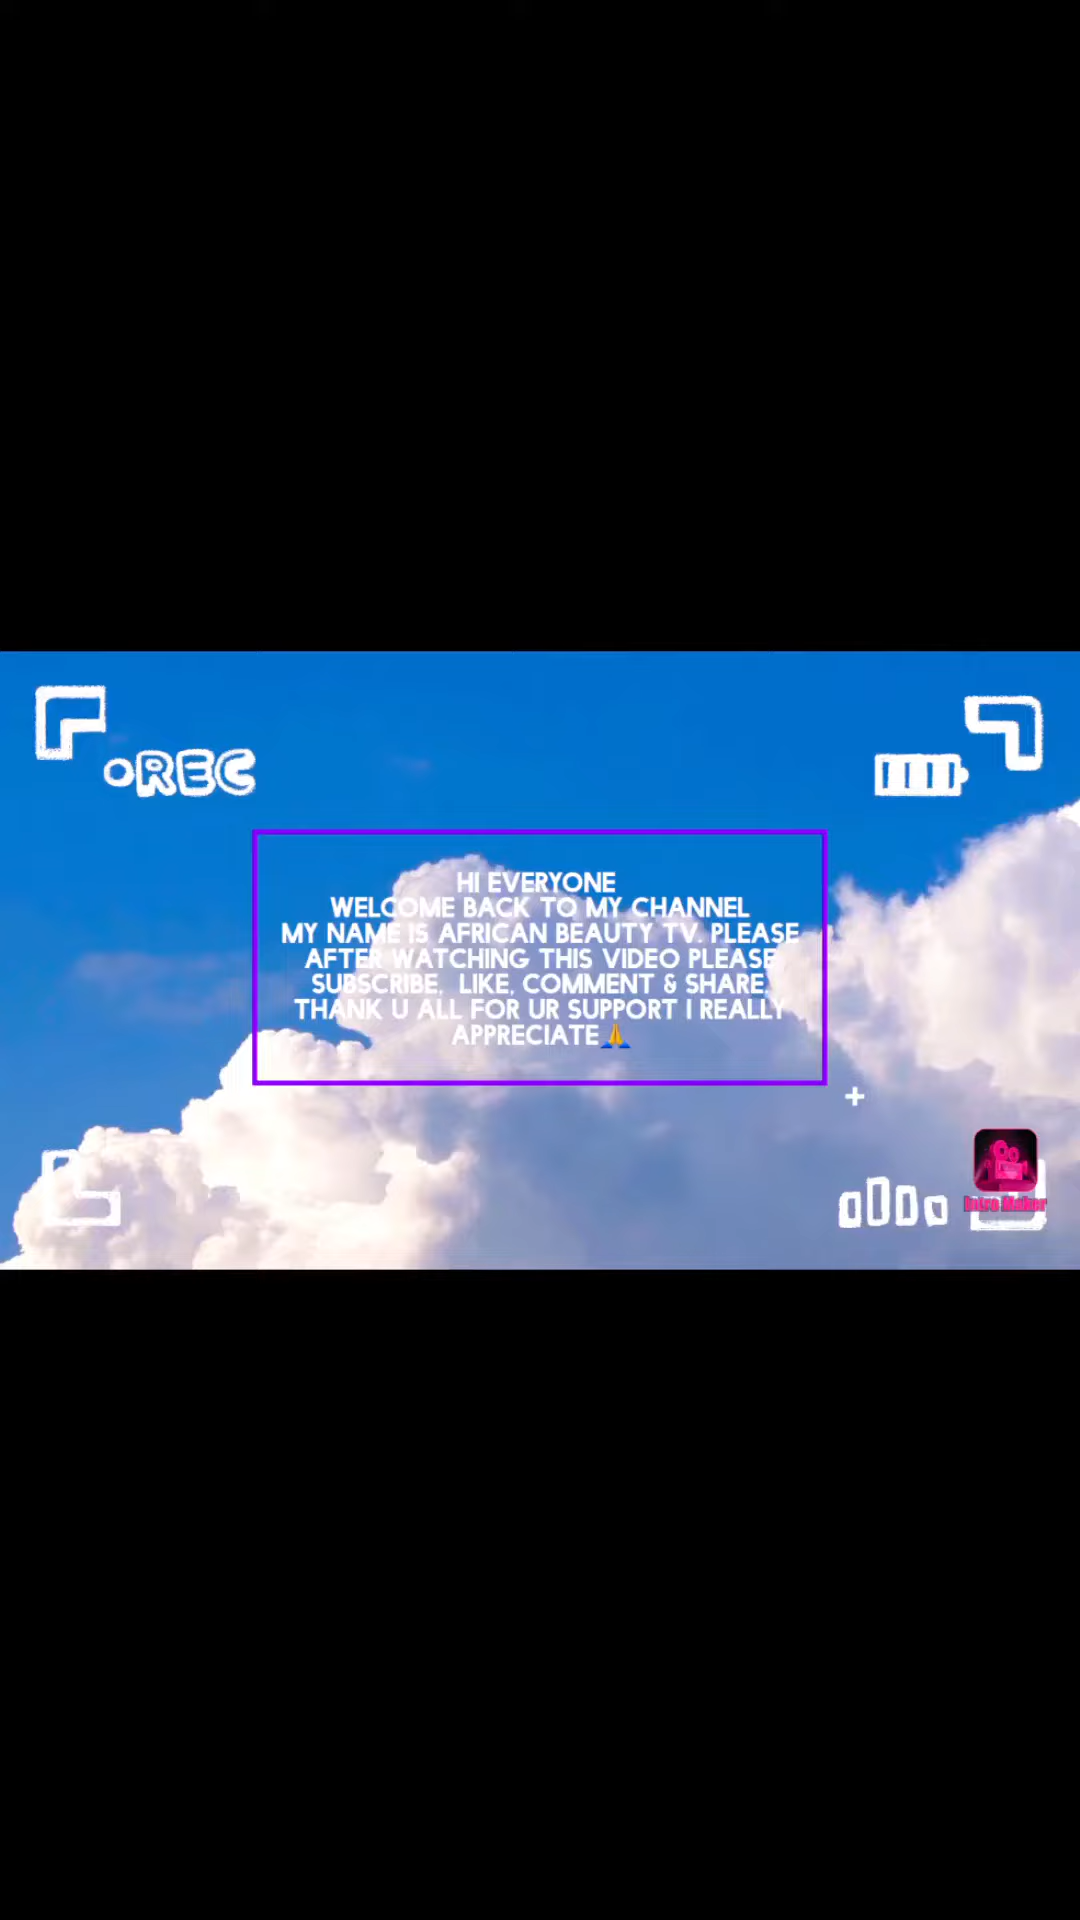 REC
HI EVERYONE
WELCOME BACK TO MY CHANNEL
MY NAME IS AFRICAN BEAUTY TV. PLEASE
AFTER WATCHING THIS VIDEO PLEASE
SUBSCRIBE,  LIKE, COMMENT & SHARE.
THANK U ALL FOR UR SUPPORT I REALLY
APPRECIATE🙏
Intro Maker